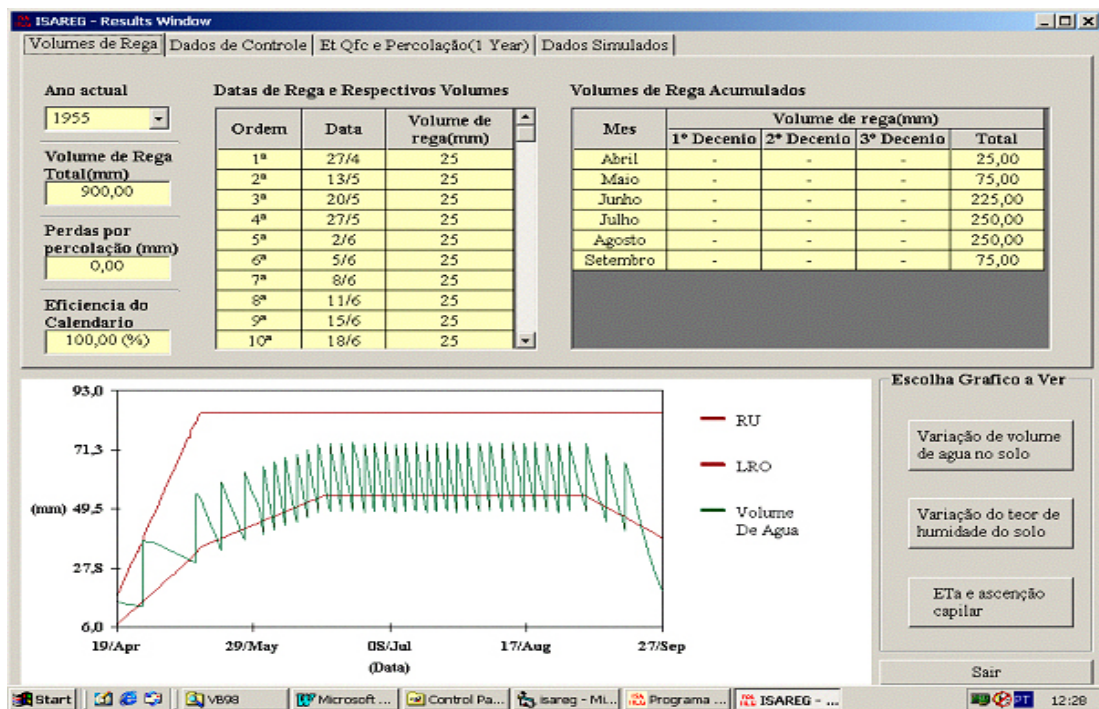 ISAREG - Results Window
Volumes de Rega
Dados de Controle
Et Qfc e Percolação(1 Year)
Dados Simulados
Ano actual
1955
Volume de Rega
Total(mm)
900,00
Perdas por
percolação (mm)
0,00
Eficiencia do
Calendario
100,00 (%)
Datas de Rega e Respectivos Volumes
Ordem Data Volume de rega(mm)
1ª 27/4 25
2ª 13/5 25
3ª 20/5 25
4ª 27/5 25
5ª 2/6 25
6ª 5/6 25
7ª 8/6 25
8ª 11/6 25
9ª 15/6 25
10ª 18/6 25
Volumes de Rega Acumulados
Mes Volume de rega(mm)
1º Decenio 2º Decenio 3º Decenio Total
Abril - - - 25,00
Maio - - - 75,00
Junho - - - 225,00
Julho - - - 250,00
Agosto - - - 250,00
Setembro - - - 75,00
93,0
71,3
(mm) 49,5
27,8
6,0
19/Apr 29/May 08/Jul 17/Aug 27/Sep
(Data)
RU
LRO
Volume
De Agua
Escolha Grafico a Ver
Variação de volume
de agua no solo
Variação do teor de
humidade do solo
ETa e ascenção
capilar
Sair
Start
VB98
Microsoft ...
Control Pa...
isareg - Mi...
Programa ...
ISAREG - ...
PT
12:28